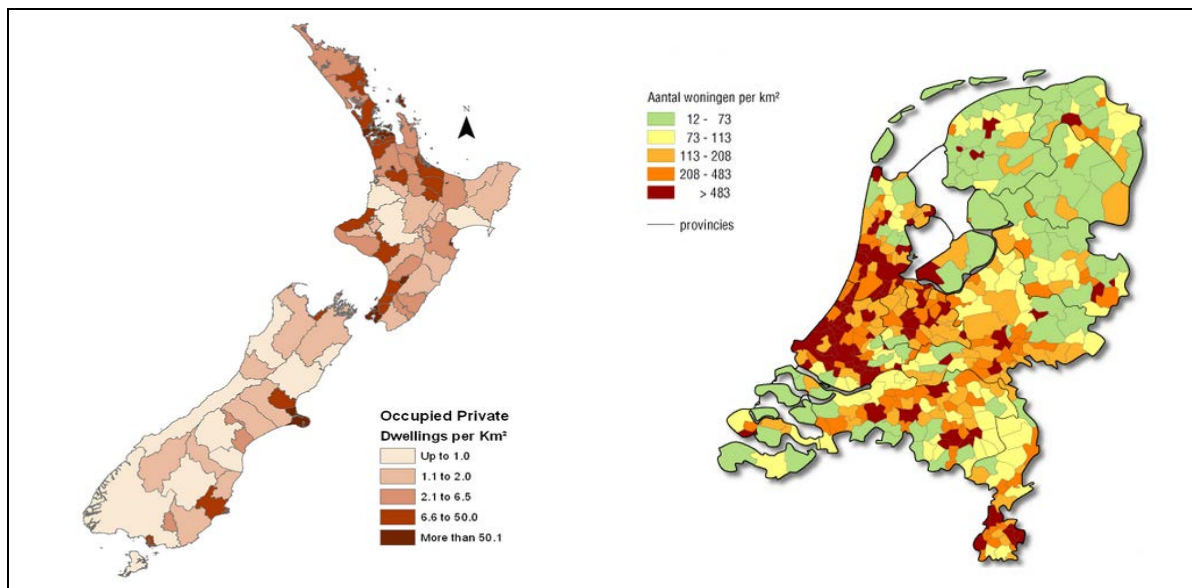 N
Occupied Private
Dwellings per Km²
Up to 1.0
1.1 to 2.0
2.1 to 6.5
6.6 to 50.0
More than 50.1
Aantal woningen per km²
12 - 73
73 - 113
113 - 208
208 - 483
> 483
provincies